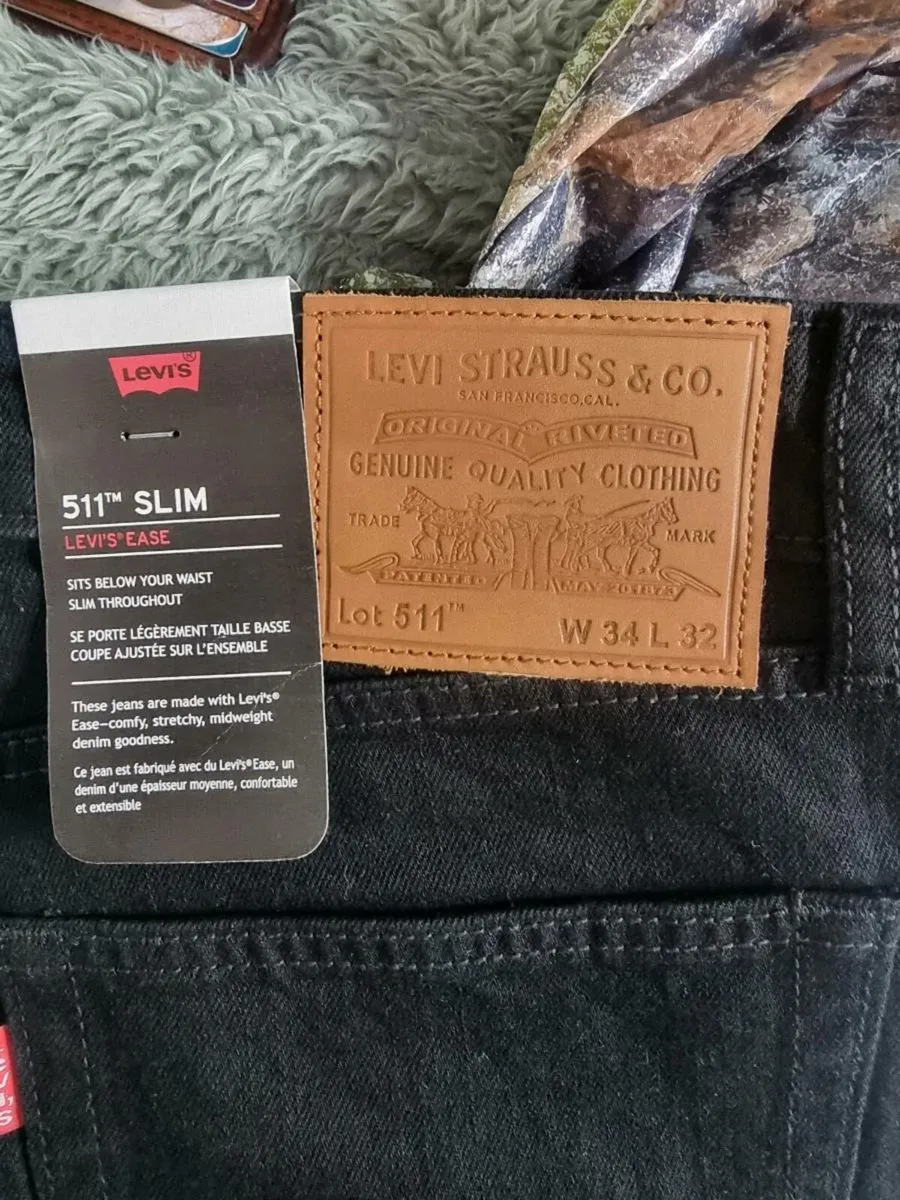 LEVI'S®
511™ SLIM
LEVI'S® EASE
SITS BELOW YOUR WAIST
SLIM THROUGHOUT
SE PORTE LÉGÈREMENT TAILLE BASSE
COUPE AJUSTÉE SUR L'ENSEMBLE
These jeans are made with Levi's®
Ease–comfy, stretchy, midweight
denim goodness.
Ce jean est fabriqué avec du Levi's® Ease, un
denim d'une épaisseur moyenne, confortable
et extensible
LEVI STRAUSS & CO.
SAN FRANCISCO, CAL.
ORIGINAL RIVETED
GENUINE QUALITY CLOTHING
TRADE MARK
PATENTED MAY 20 1873
Lot 511™
W 34 L 32